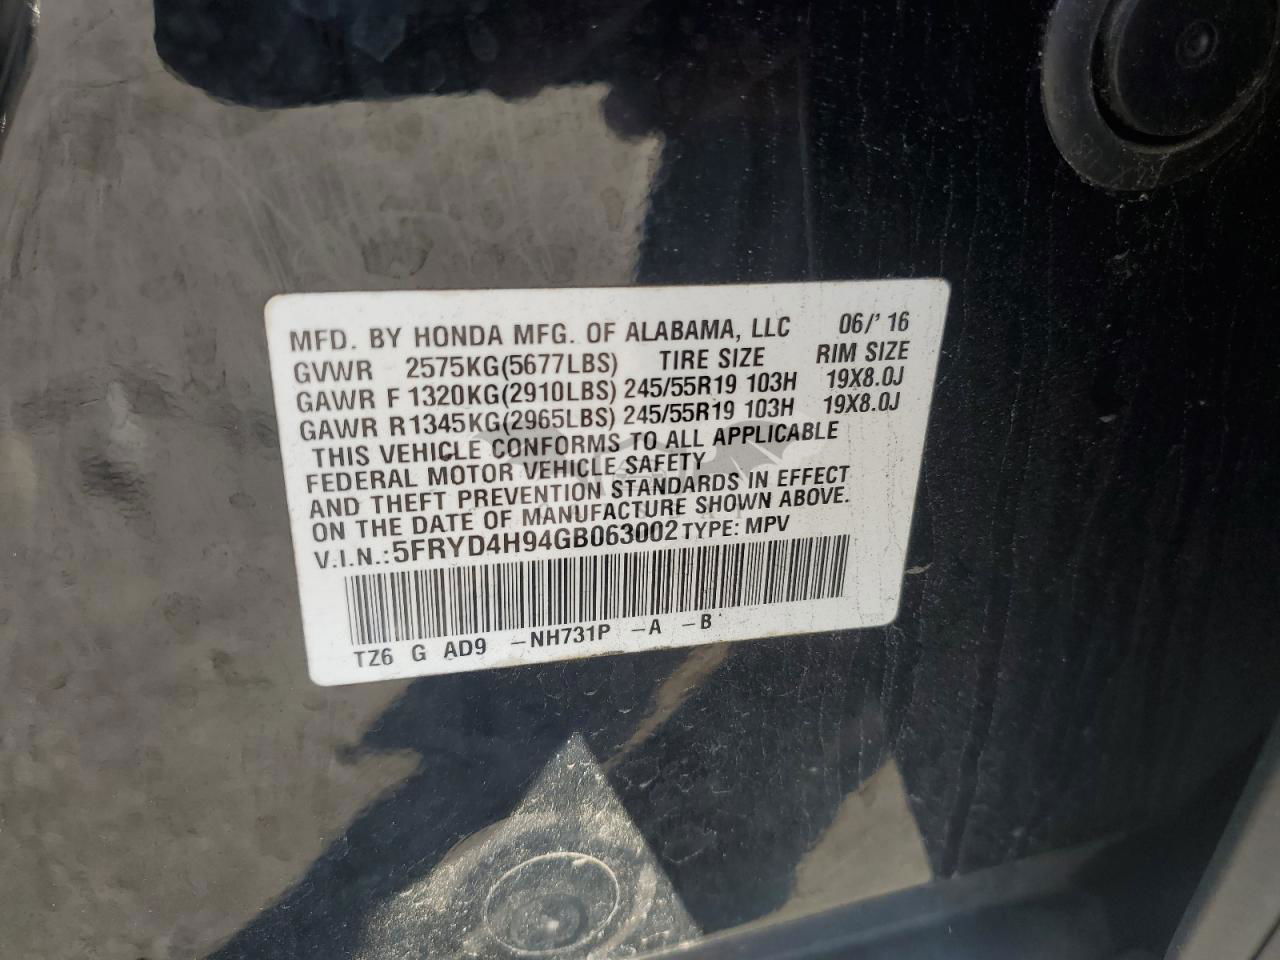 MFD. BY HONDA MFG. OF ALABAMA, LLC 06/'16
GVWR 2575KG(5677LBS) TIRE SIZE RIM SIZE
GAWR F 1320KG(2910LBS) 245/55R19 103H 19X8.0J
GAWR R 1345KG(2965LBS) 245/55R19 103H 19X8.0J
THIS VEHICLE CONFORMS TO ALL APPLICABLE
FEDERAL MOTOR VEHICLE SAFETY
AND THEFT PREVENTION STANDARDS IN EFFECT
ON THE DATE OF MANUFACTURE SHOWN ABOVE.
V.I.N.: 5FRYD4H94GB063002 TYPE: MPV
TZ6 G AD9 -NH731P -A -B